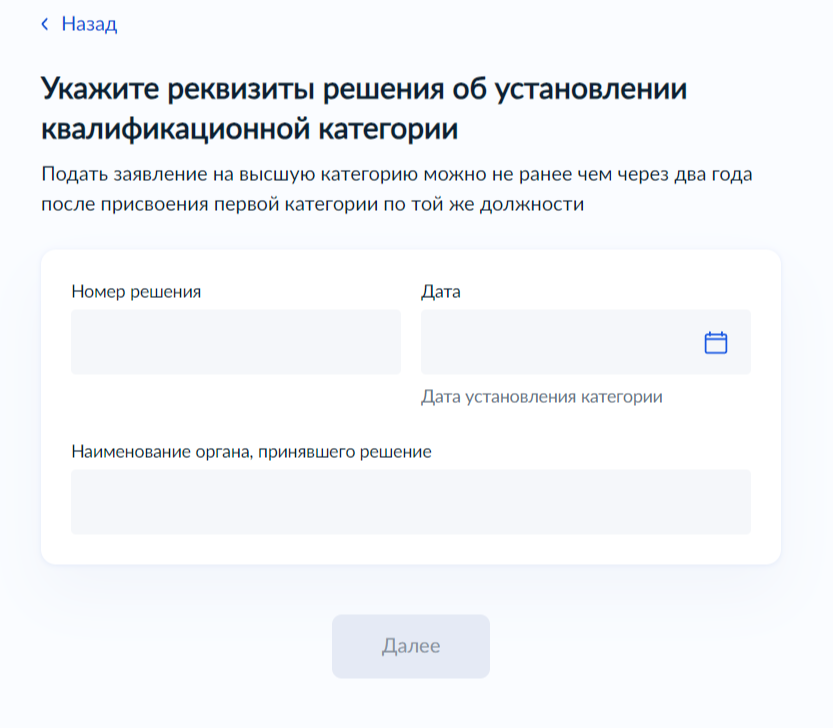 Назад
Укажите реквизиты решения об установлении
квалификационной категории
Подать заявление на высшую категорию можно не ранее чем через два года
после присвоения первой категории по той же должности
Номер решения
Дата
Дата установления категории
Наименование органа, принявшего решение
Далее